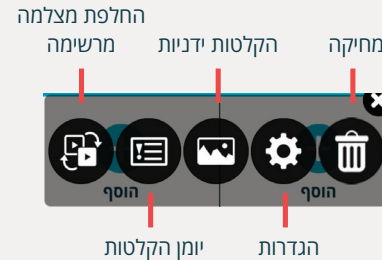 החלפת מצלמה
מרשימה
הקלטות ידניות
מחיקה
הוסף
הוסף
יומן הקלטות
הגדרות